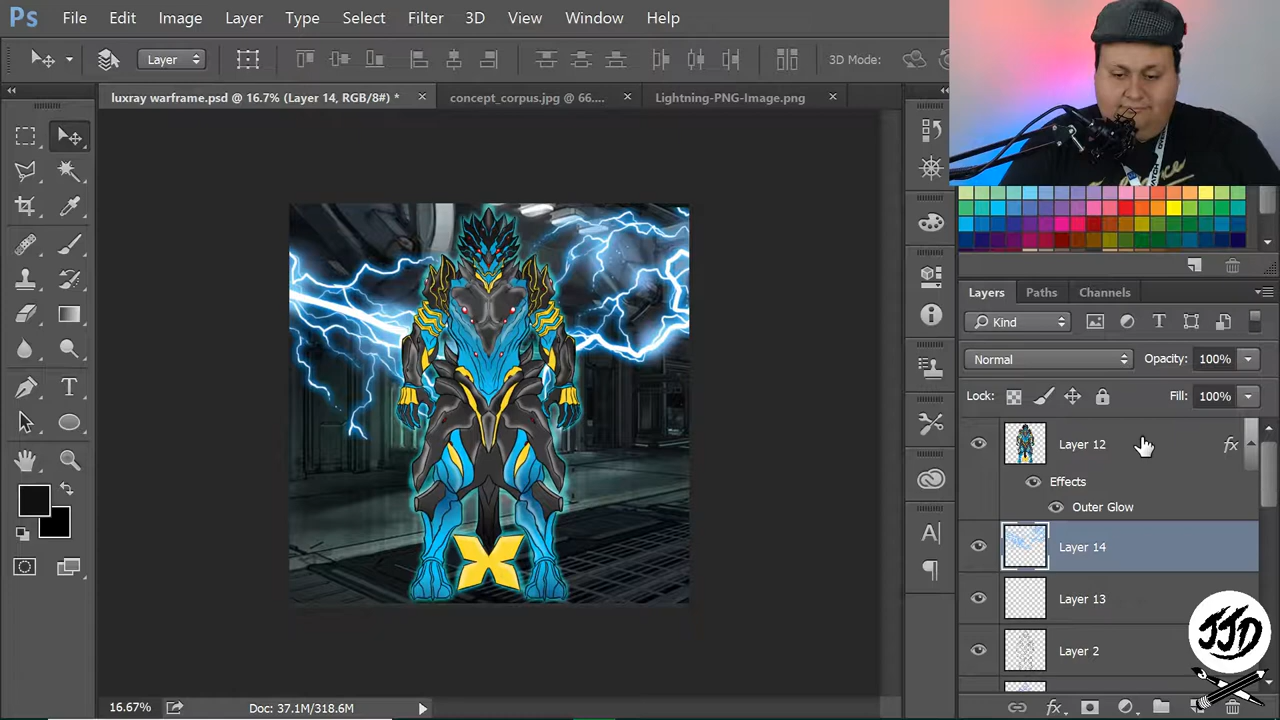 Ps File Edit Image Layer Type Select Filter 3D View Window Help
Layer 3D Mode:
luxray warframe.psd @ 16.7% (Layer 14, RGB/8#) * × concept_corpus.jpg @ 66.... × Lightning-PNG-Image.png ×
Layers Paths Channels
Kind
Normal Opacity: 100%
Lock: Fill: 100%
Layer 12 fx
Effects
Outer Glow
Layer 14
Layer 13
Layer 2
JJD
16.67% Doc: 37.1M/318.6M